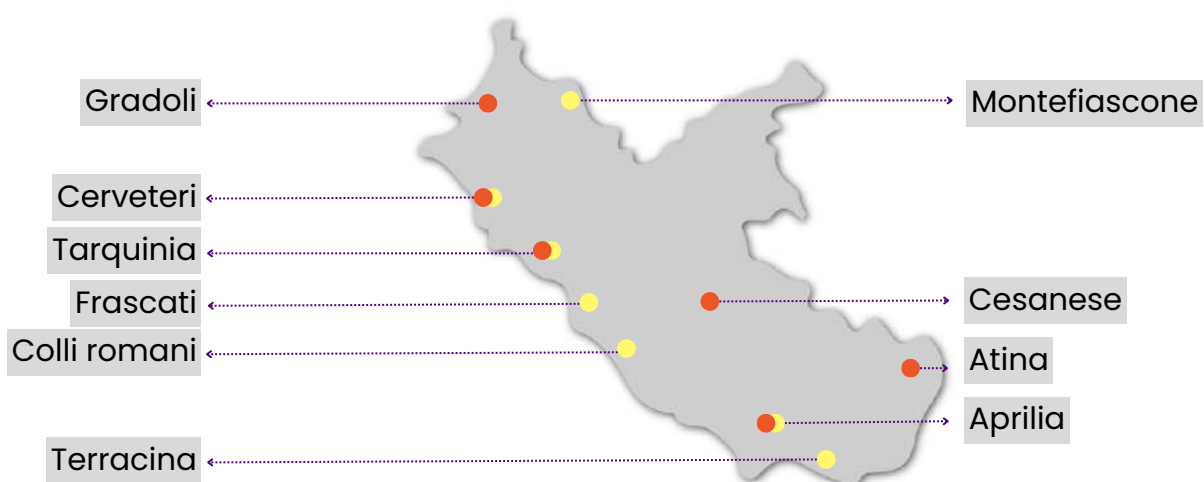 Gradoli
Montefiascone
Cerveteri
Tarquinia
Frascati
Cesanese
Colli romani
Atina
Aprilia
Terracina